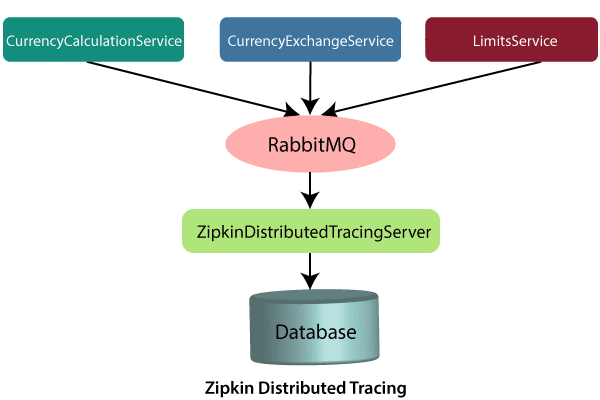 CurrencyCalculationService
CurrencyExchangeService
LimitsService
RabbitMQ
ZipkinDistributedTracingServer
Database
Zipkin Distributed Tracing